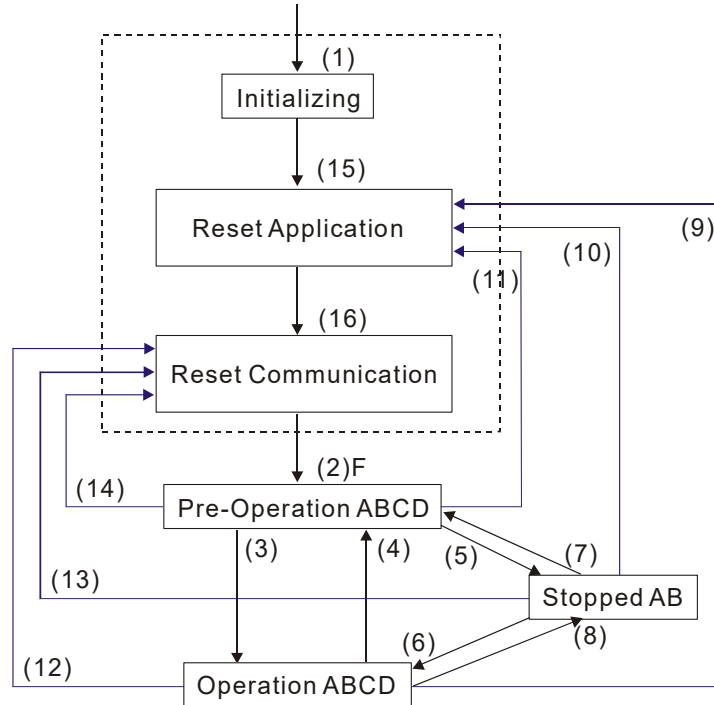 (1)
Initializing
(15)
Reset Application
(9)
(10)
(11)
(16)
Reset Communication
(2)F
(14)
Pre-Operation ABCD
(3)
(4)
(5)
(7)
(13)
Stopped AB
(6)
(8)
(12)
Operation ABCD